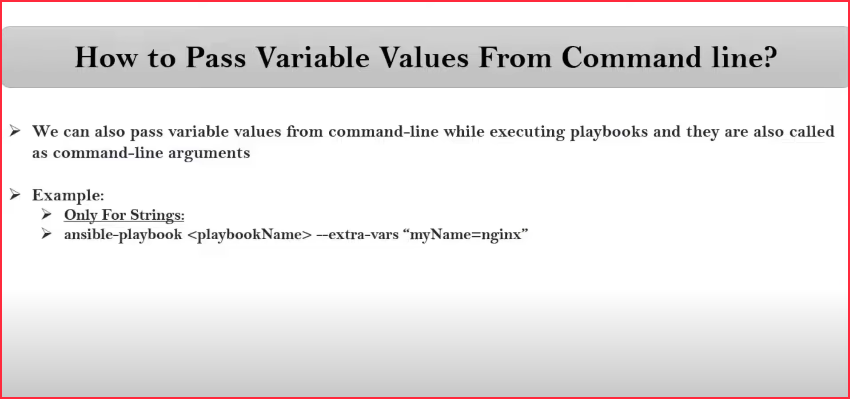 How to Pass Variable Values From Command line?
➢ We can also pass variable values from command-line while executing playbooks and they are also called
as command-line arguments
➢ Example:
➢ Only For Strings:
➢ ansible-playbook <playbookName> --extra-vars “myName=nginx”